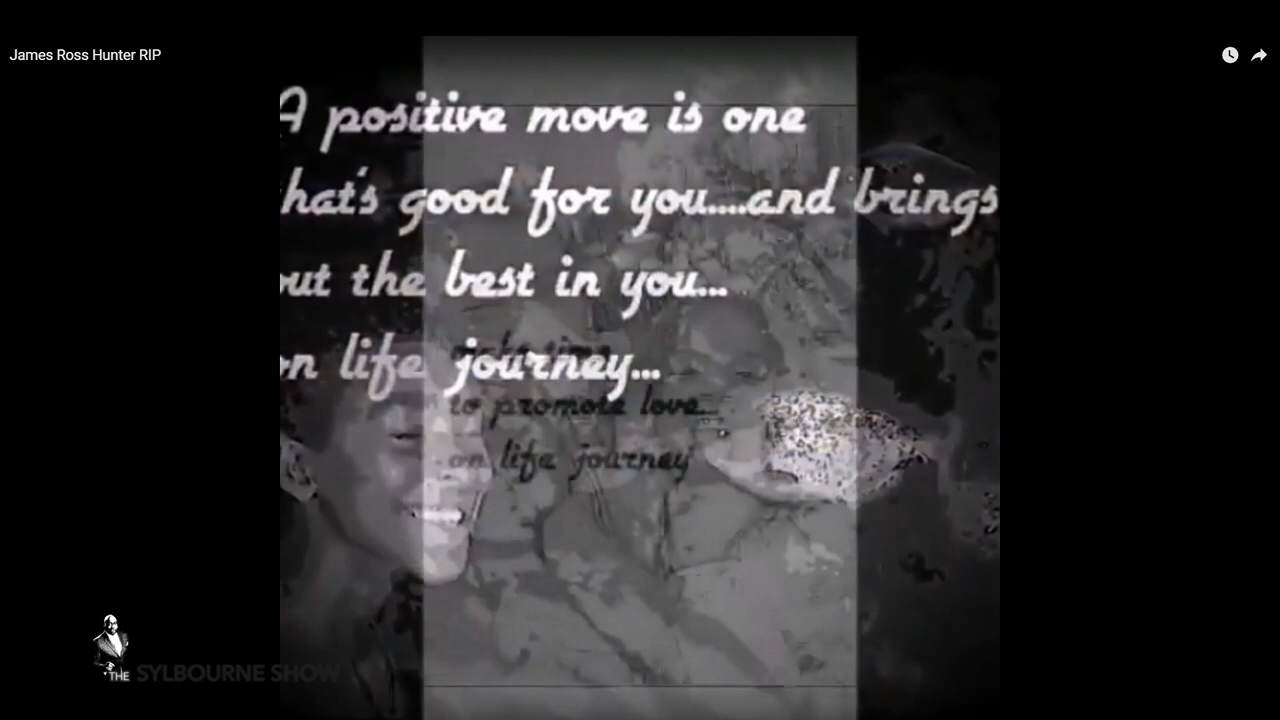 James Ross Hunter RIP
A positive move is one
hat's good for you....and brings
ut the best in you...
n life journey...
to promote love...
on life journey
THE SYLBOURNE SHOW